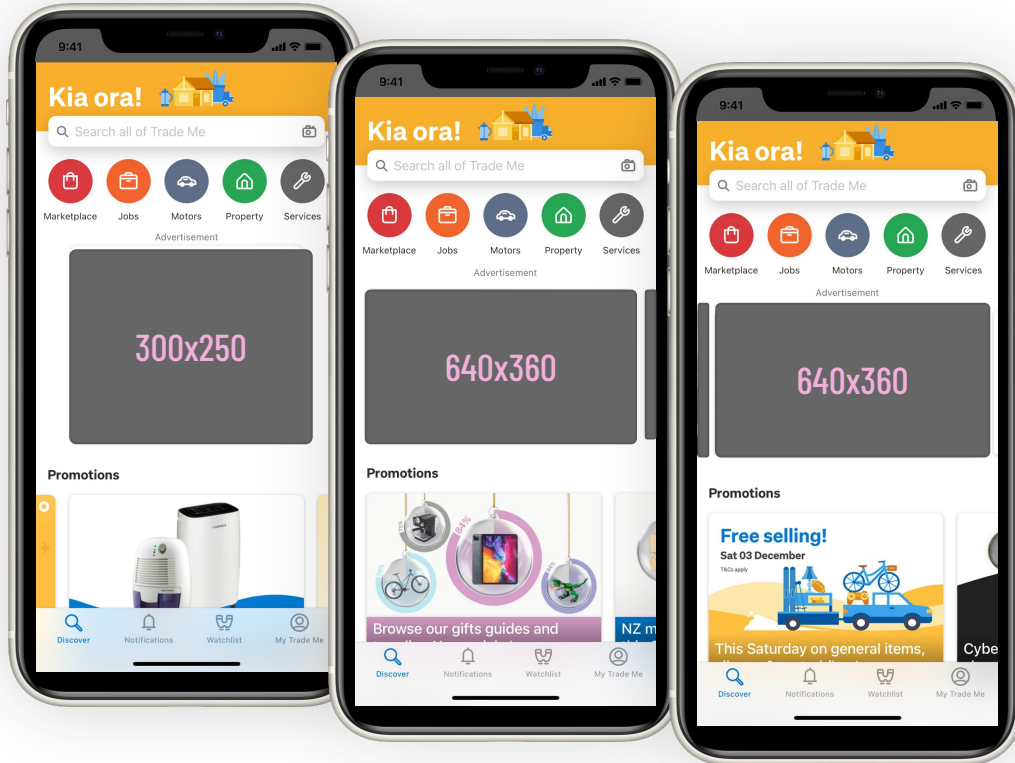 9:41
Kia ora!
Search all of Trade Me
Marketplace
Jobs
Motors
Property
Services
Advertisement
300x250
Promotions
Discover
Notifications
Watchlist
My Trade Me
9:41
Kia ora!
Search all of Trade Me
Marketplace
Jobs
Motors
Property
Services
Advertisement
640x360
Promotions
84%
Browse our gifts guides and
NZ m
Discover
Notifications
Watchlist
My Trade Me
9:41
Kia ora!
Search all of Trade Me
Marketplace
Jobs
Motors
Property
Services
Advertisement
640x360
Promotions
Free selling!
Sat 03 December
T&Cs apply
This Saturday on general items,
Cybe
Discover
Notifications
Watchlist
My Trade Me